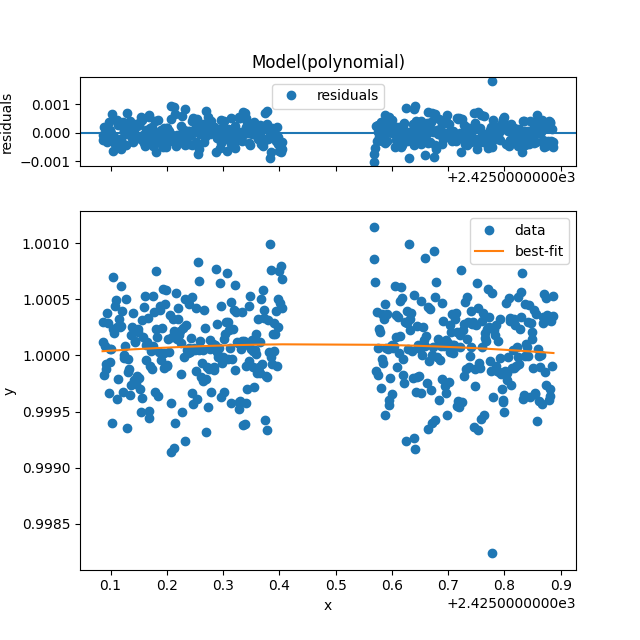 Model(polynomial)
residuals
0.001
0.000
−0.001
residuals
+2.4250000000e3
1.0010
1.0005
1.0000
0.9995
0.9990
0.9985
y
data
best-fit
0.1 0.2 0.3 0.4 0.5 0.6 0.7 0.8 0.9
x
+2.4250000000e3